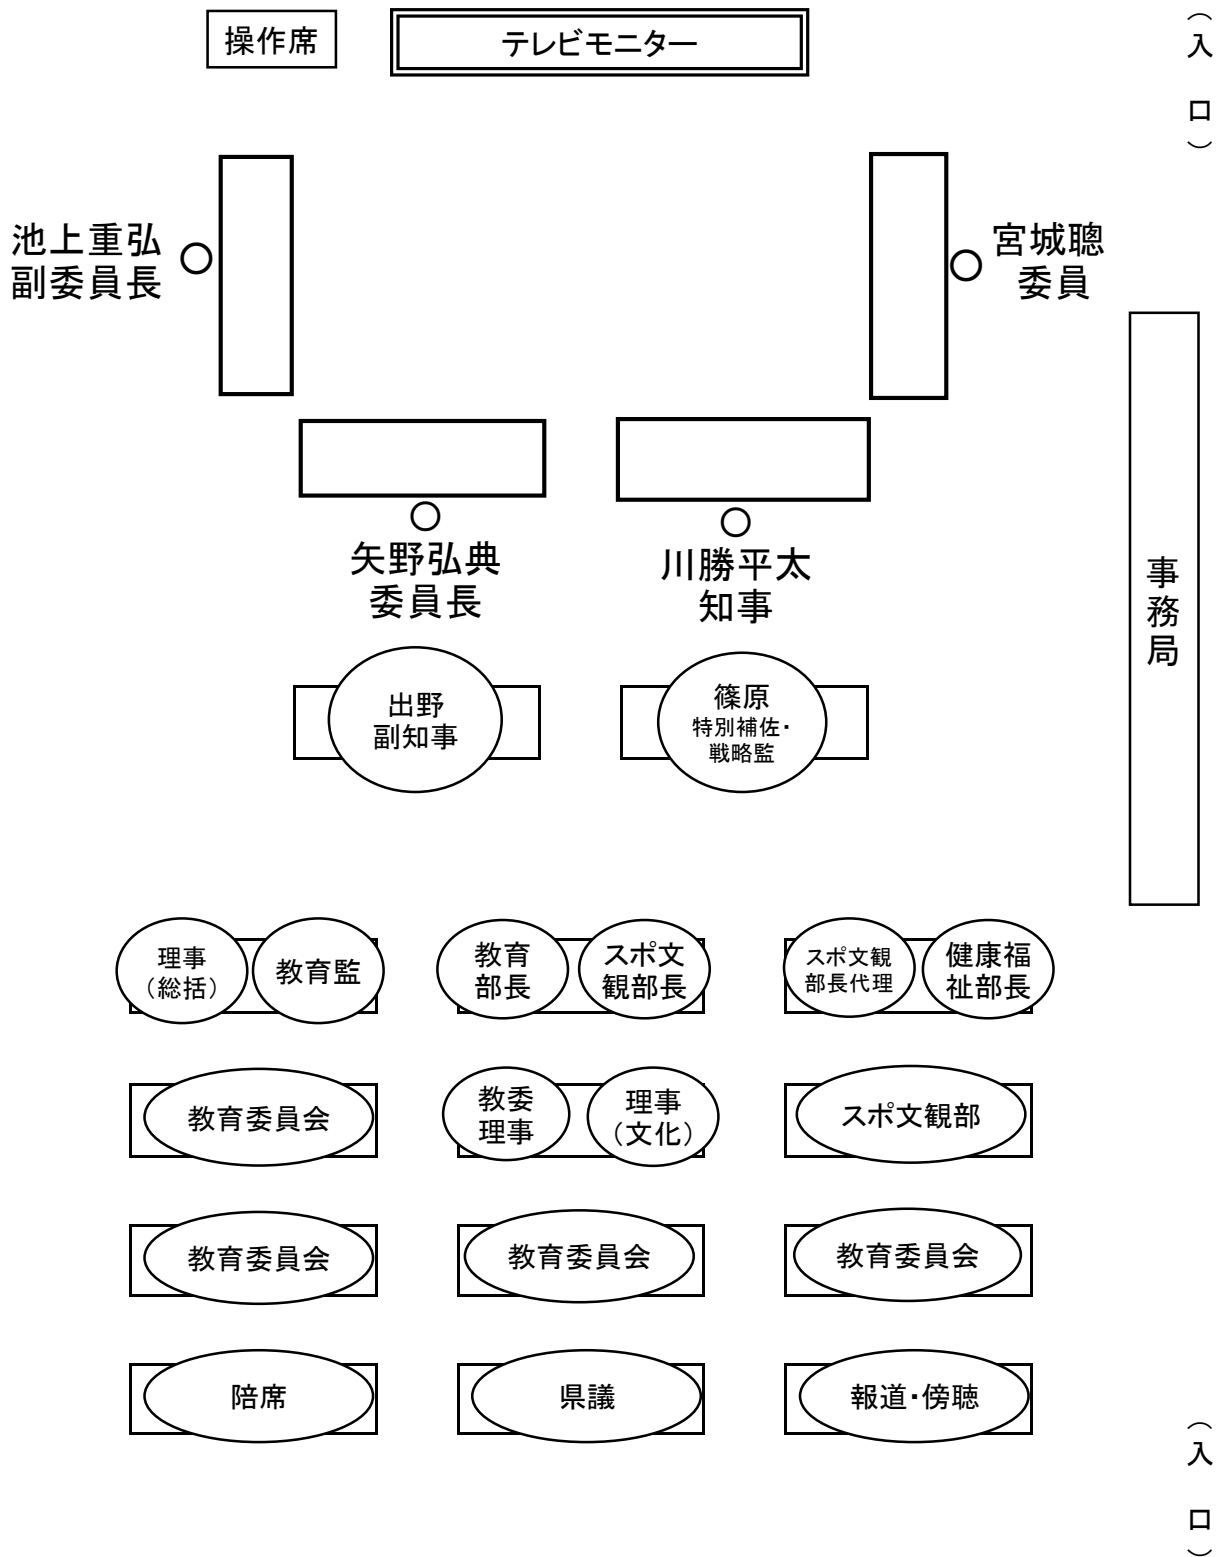 操作席
テレビモニター
（入　口）
池上重弘
副委員長
○
○
宮城聰
委員
○
矢野弘典
委員長
○
川勝平太
知事
事務局
出野
副知事
篠原
特別補佐・
戦略監
理事
（総括）
教育監
教育
部長
スポ文
観部長
スポ文観
部長代理
健康福
祉部長
教育委員会
教委
理事
理事
（文化）
スポ文観部
教育委員会
教育委員会
教育委員会
陪席
県議
報道・傍聴
（入　口）